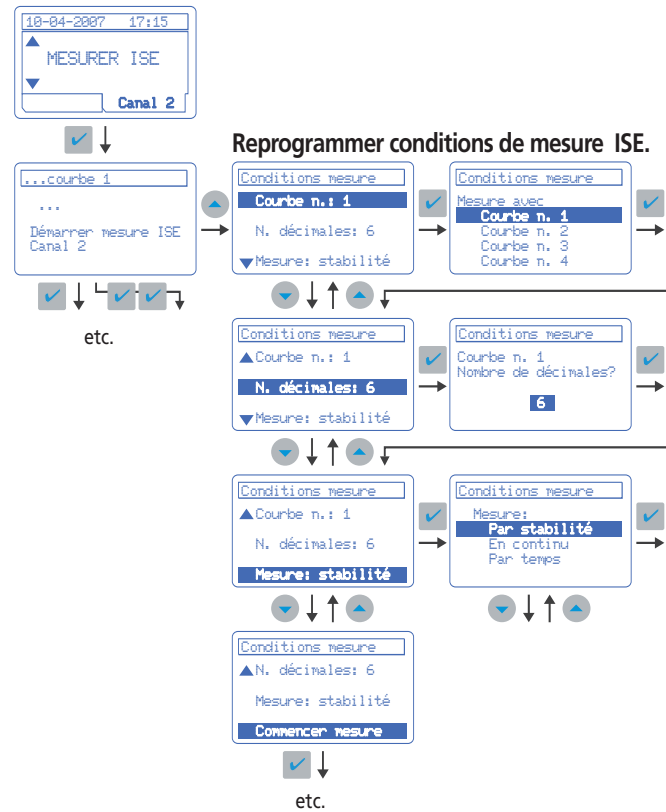 10-04-2007 17:15
MESURER ISE
Canal 2
Reprogrammer conditions de mesure ISE.
...courbe 1
...
Démarrer mesure ISE
Canal 2
etc.
Conditions mesure
Courbe n.: 1
N. décimales: 6
Mesure: stabilité
Conditions mesure
Mesure avec
Courbe n. 1
Courbe n. 2
Courbe n. 3
Courbe n. 4
Conditions mesure
Courbe n.: 1
N. décimales: 6
Mesure: stabilité
Conditions mesure
Courbe n. 1
Nombre de décimales?
6
Conditions mesure
Courbe n.: 1
N. décimales: 6
Mesure: stabilité
Conditions mesure
Mesure:
Par stabilité
En continu
Par temps
Conditions mesure
N. décimales: 6
Mesure: stabilité
Commencer mesure
etc.